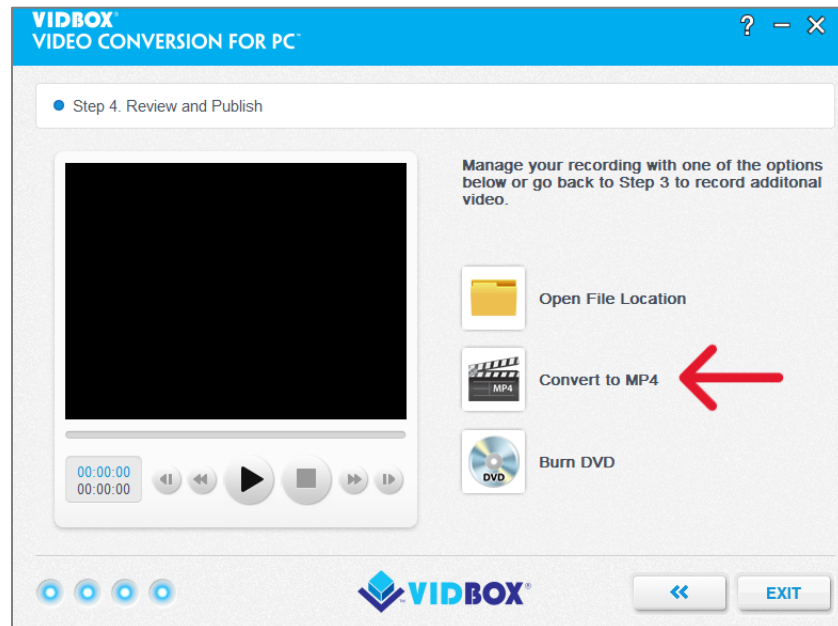 VIDBOX®
VIDEO CONVERSION FOR PC™
? – ×
Step 4. Review and Publish
Manage your recording with one of the options
below or go back to Step 3 to record additonal
video.
Open File Location
MP4
Convert to MP4
DVD
Burn DVD
00:00:00
00:00:00
VIDBOX®
«
EXIT